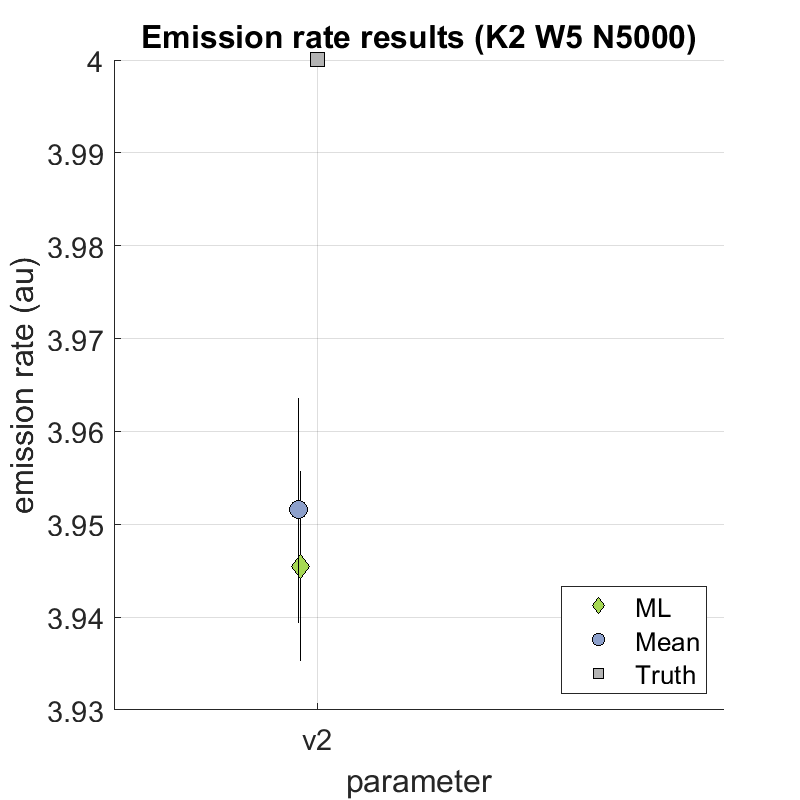 Emission rate results (K2 W5 N5000)
4
3.99
3.98
3.97
3.96
3.95
3.94
3.93
emission rate (au)
ML
Mean
Truth
v2
parameter